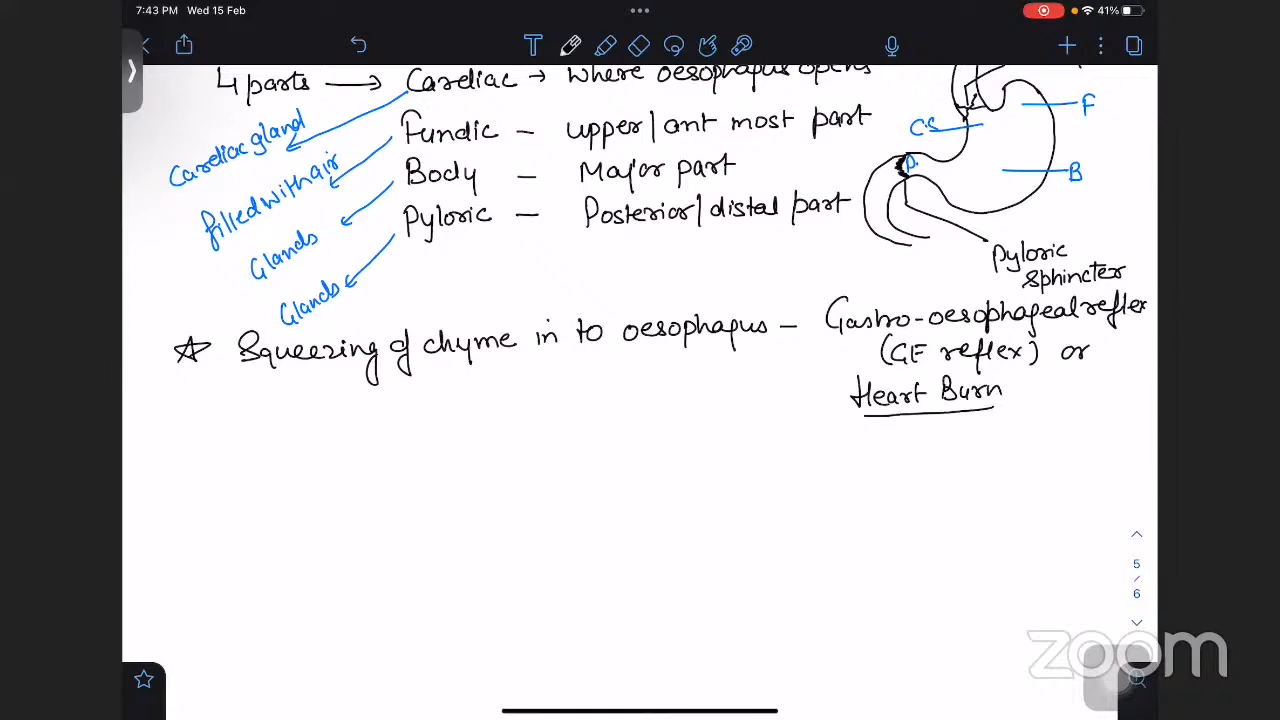 7:43 PM Wed 15 Feb
41%
4 parts → Cardiac → where oesophagus opens
Fundic - upper/ant most part
Body - Major part
Pyloric - Posterior/distal part
Cardiac gland
filled with air
Glands
Glands
C.S
F
B
P.
Pyloric
Sphincter
☆ Squeezing of chyme in to oesophagus - Gastro-oesophageal reflex
(GE reflex) or
Heart Burn
5
/
6
zoom